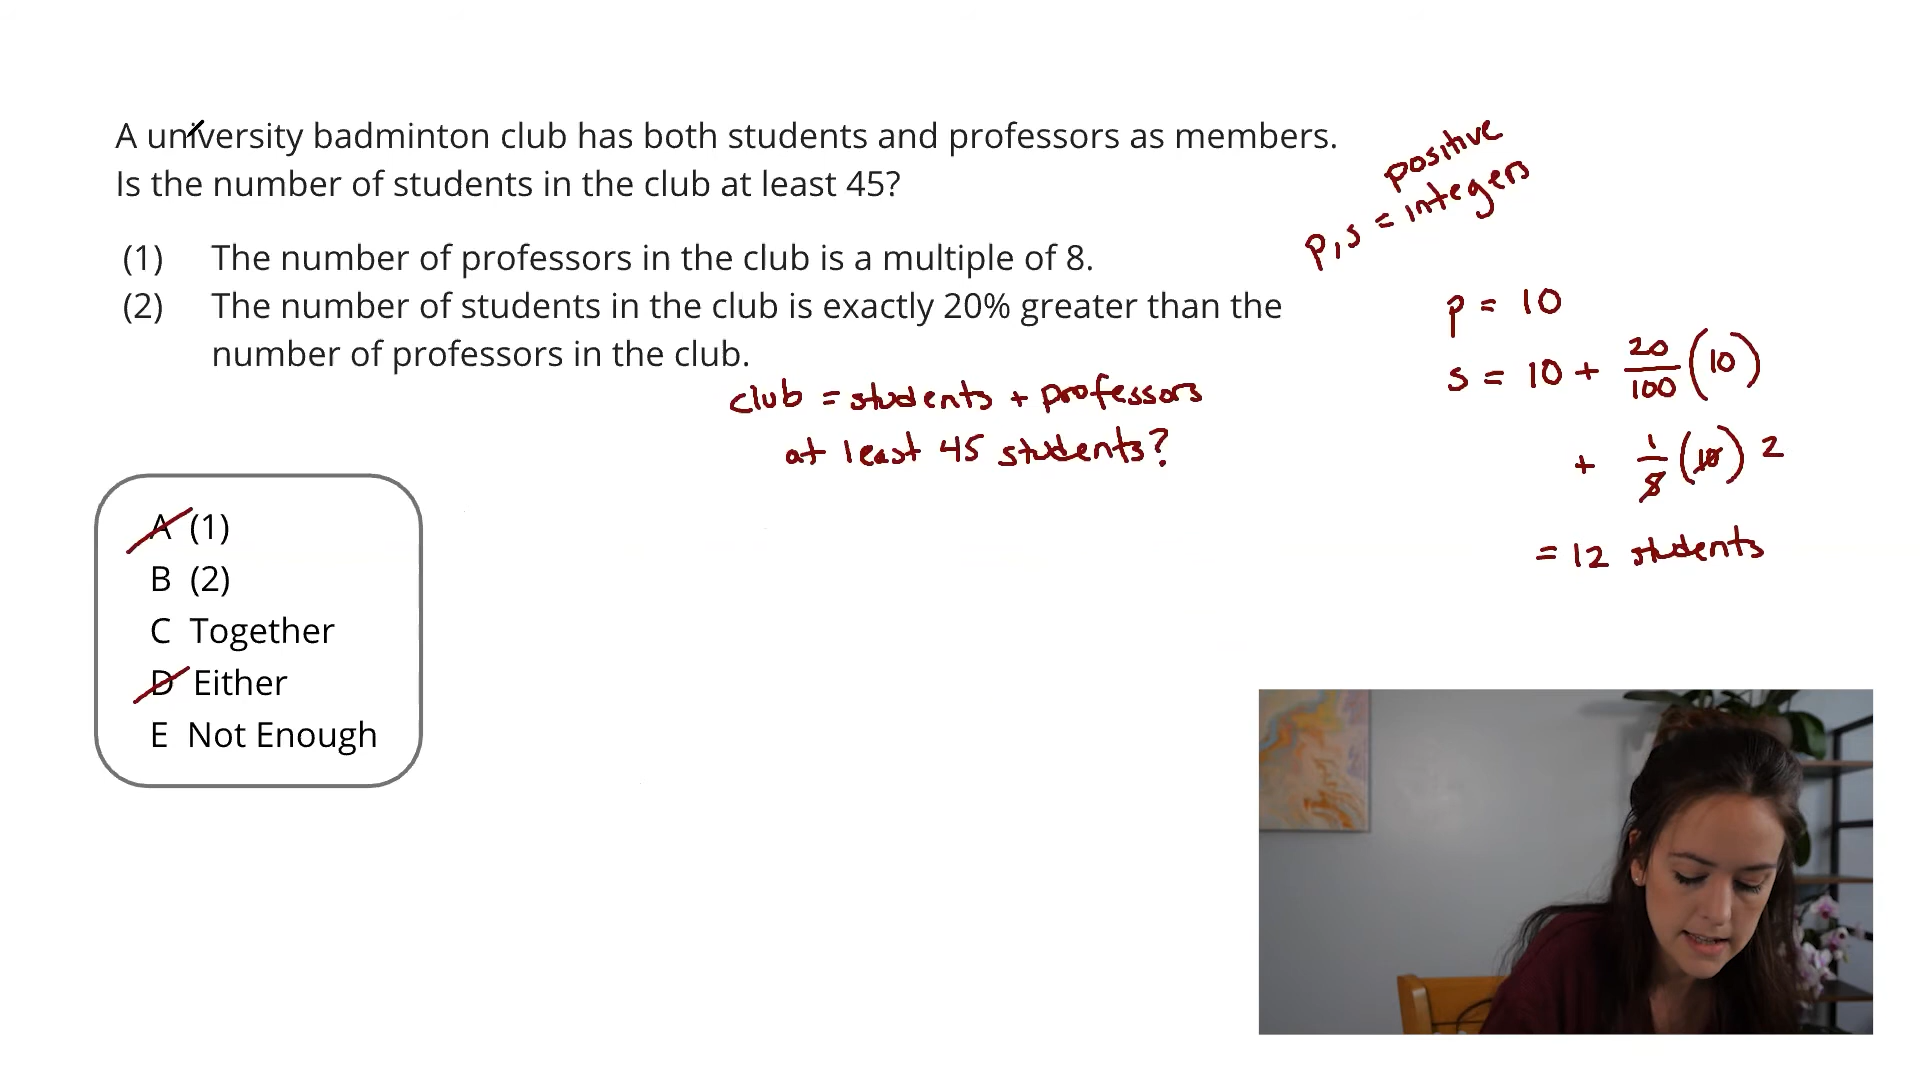 A university badminton club has both students and professors as members.
Is the number of students in the club at least 45?
(1) The number of professors in the club is a multiple of 8.
(2) The number of students in the club is exactly 20% greater than the
number of professors in the club.
club = students + professors
at least 45 students?
A (1)
B (2)
C Together
D Either
E Not Enough
positive
p,s = integers
p = 10
s = 10 + 20/100 (10)
+ 1/5 (10) 2
= 12 students